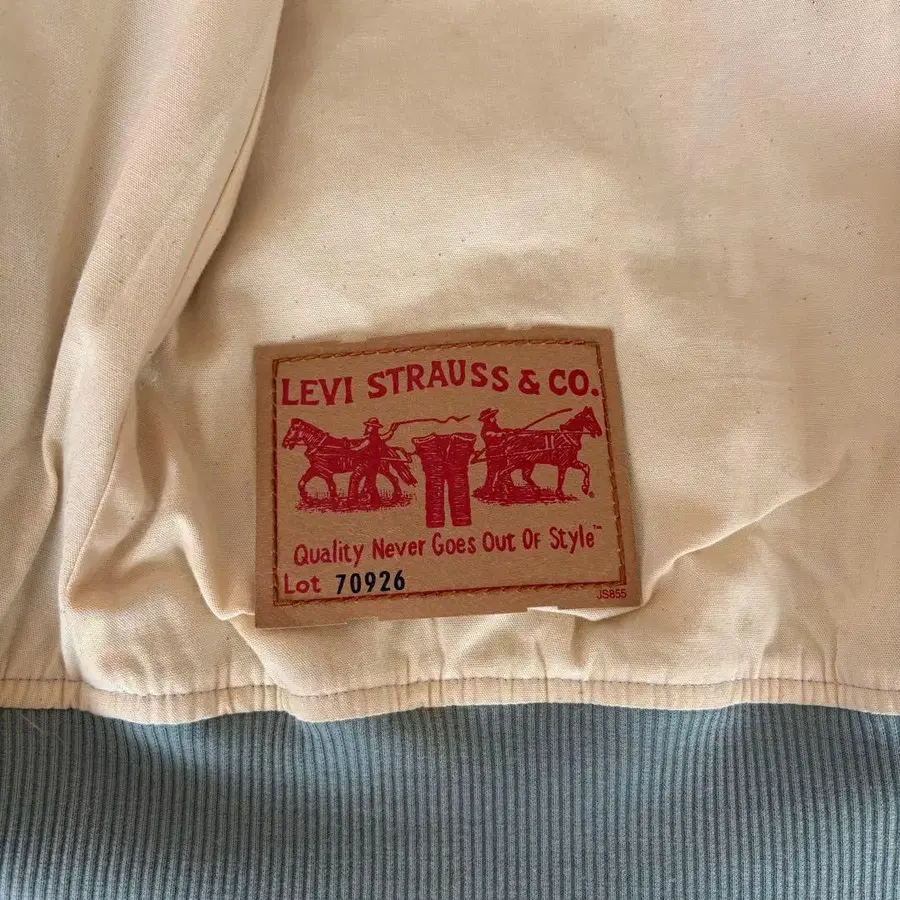 LEVI STRAUSS & CO.
Quality Never Goes Out Of Style™
Lot 70926
JS855